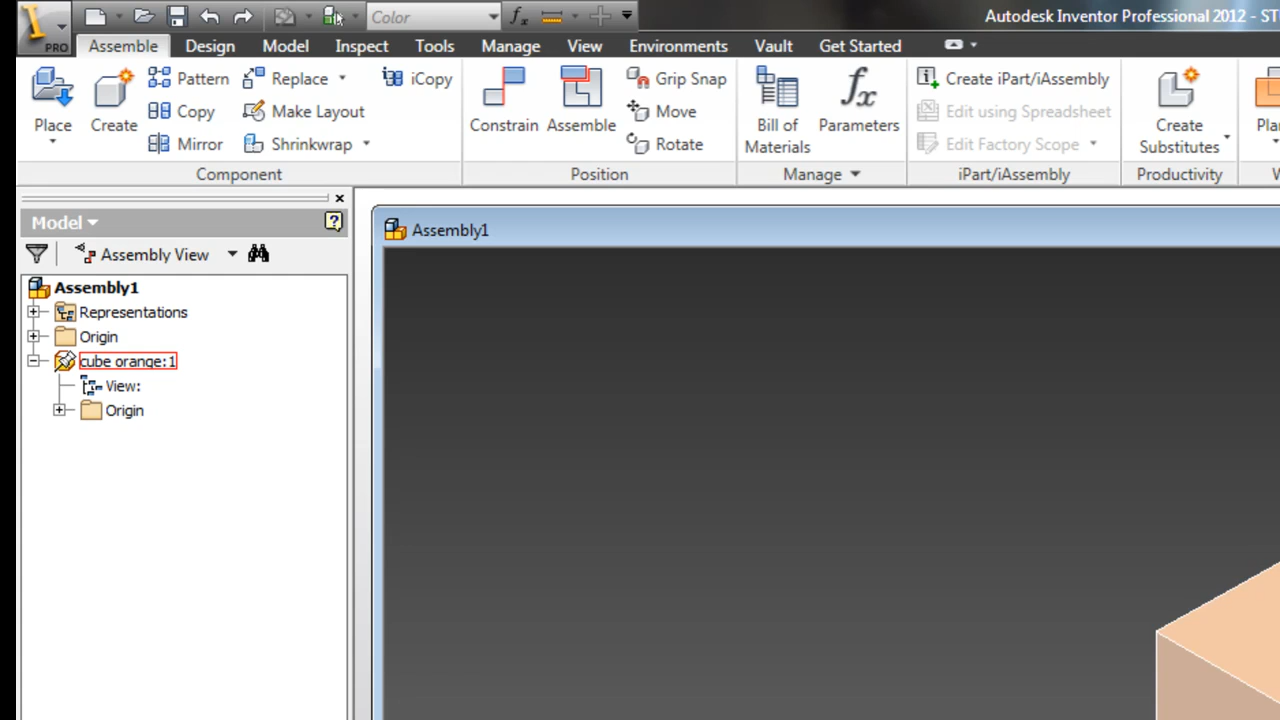 Color
Autodesk Inventor Professional 2012 - ST
PRO
Assemble Design Model Inspect Tools Manage View Environments Vault Get Started
Place
Create
Pattern
Copy
Mirror
Replace
Make Layout
Shrinkwrap
iCopy
Component
Constrain
Assemble
Grip Snap
Move
Rotate
Position
Bill of
Materials
Parameters
Manage
Create iPart/iAssembly
Edit using Spreadsheet
Edit Factory Scope
iPart/iAssembly
Create
Substitutes
Productivity
Pla
W
Model
Assembly View
Assembly1
Representations
Origin
cube orange:1
View:
Origin
Assembly1